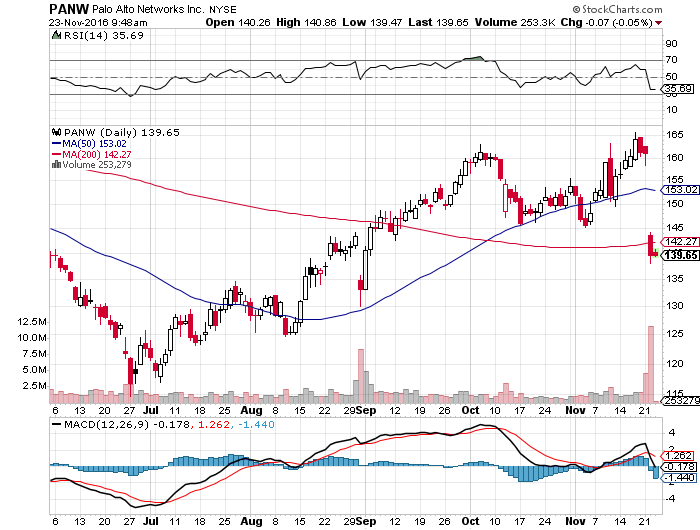 PANW Palo Alto Networks Inc. NYSE © StockCharts.com
23-Nov-2016 9:48am Open 140.26 High 140.86 Low 139.47 Last 139.65 Volume 253.3K Chg -0.07 (-0.05%)
RSI(14) 35.69
90
70
50
35.69
30
10
PANW (Daily) 139.65
MA(50) 153.02
MA(200) 142.27
Volume 253,279
165
160
155
153.02
150
145
142.27
139.65
135
130
125
120
115
253279
12.5M
10.0M
7.5M
5.0M
2.5M
6 13 20 27 Jul 11 18 25 Aug 8 15 22 29 Sep 12 19 26 Oct 10 17 24 Nov 7 14 21
MACD(12,26,9) -0.178, 1.262, -1.440
4
2
1.262
-0.178
-1.440
-4
6 13 20 27 Jul 11 18 25 Aug 8 15 22 29 Sep 12 19 26 Oct 10 17 24 Nov 7 14 21